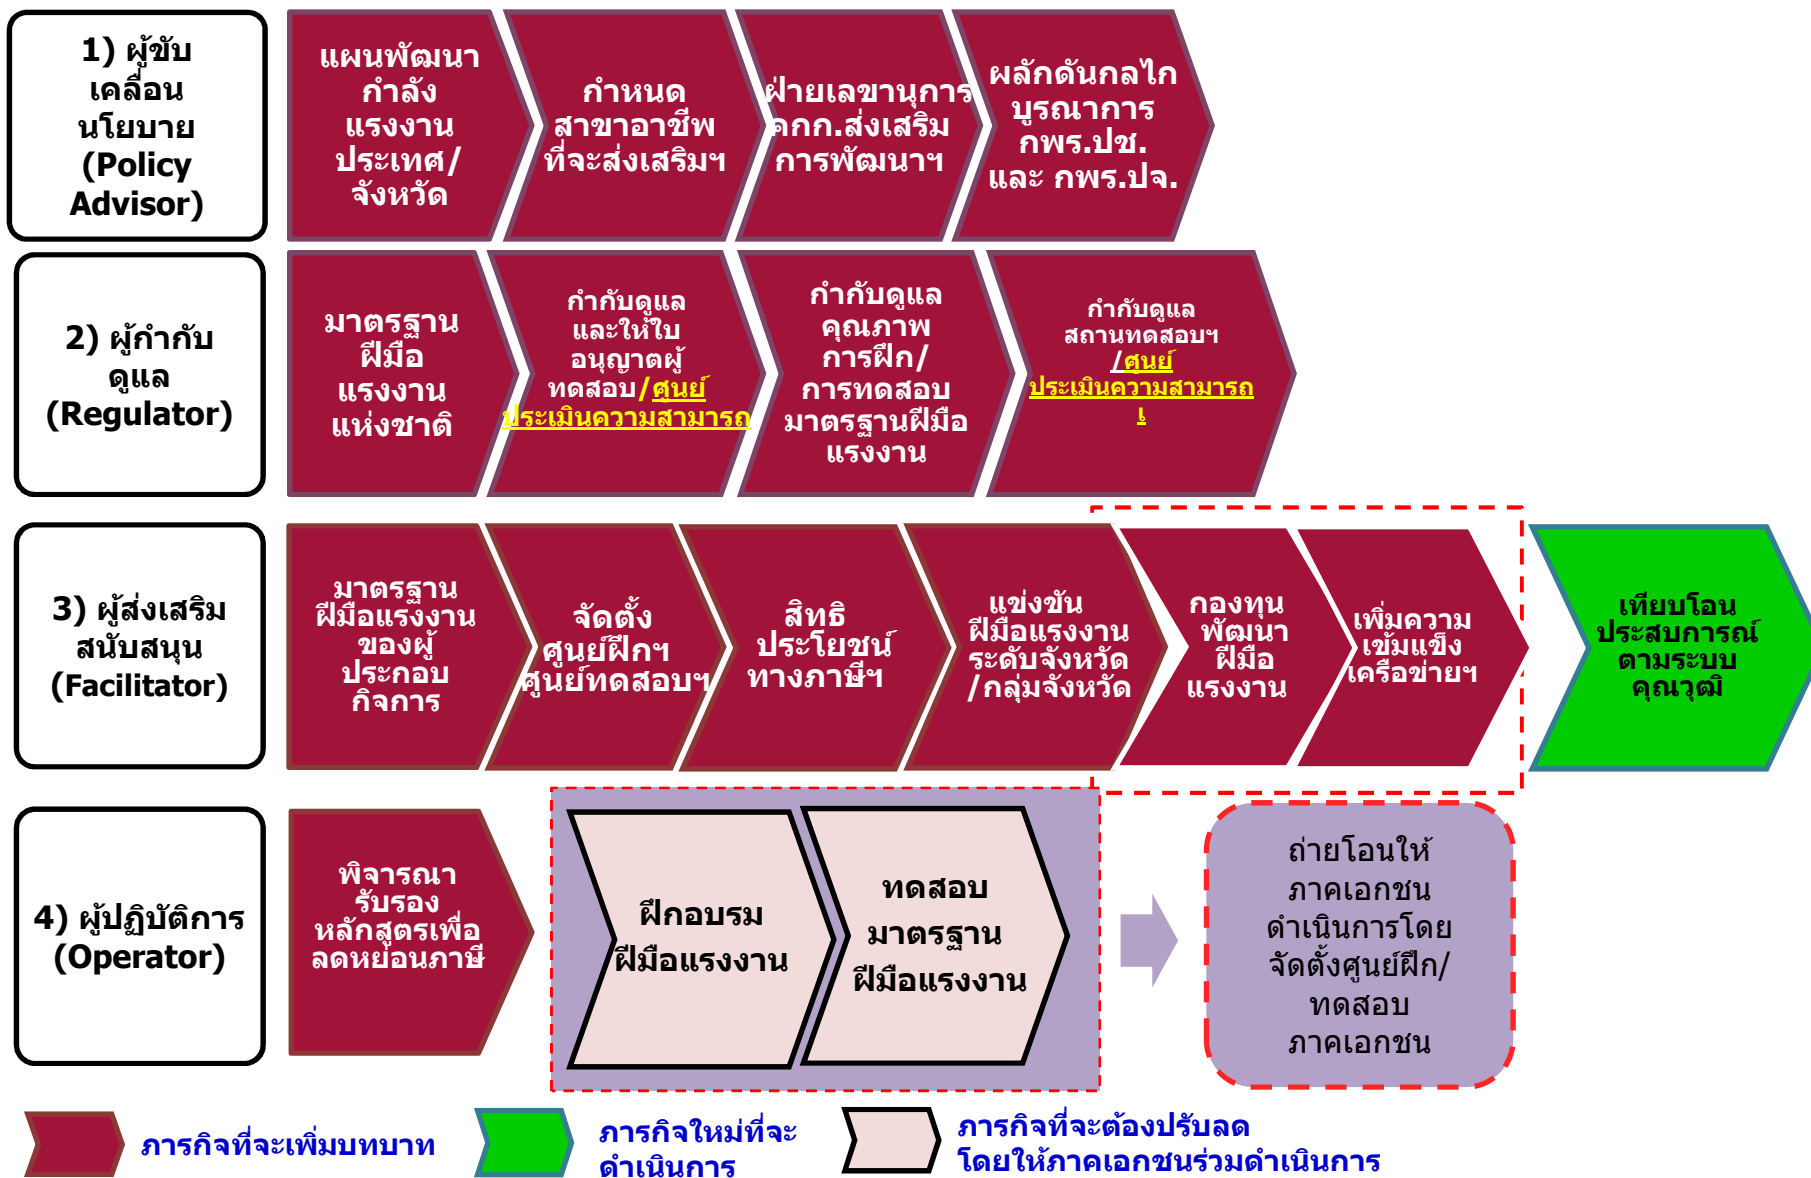 1) ผู้ขับ
เคลื่อน
นโยบาย
(Policy
Advisor)
แผนพัฒนา
กำลัง
แรงงาน
ประเทศ/
จังหวัด
กำหนด
สาขาอาชีพ
ที่จะส่งเสริมฯ
ฝ่ายเลขานุการ
คกก.ส่งเสริม
การพัฒนาฯ
ผลักดันกลไก
บูรณาการ
กพร.ปช.
และ กพร.ปจ.
2) ผู้กำกับ
ดูแล
(Regulator)
มาตรฐาน
ฝีมือ
แรงงาน
แห่งชาติ
กำกับดูแล
และให้ใบ
อนุญาตผู้
ทดสอบ/ศูนย์
ประเมินความสามารถ
กำกับดูแล
คุณภาพ
การฝึก/
การทดสอบ
มาตรฐานฝีมือ
แรงงาน
กำกับดูแล
สถานทดสอบฯ
/ศูนย์
ประเมินความสามารถ
เ
3) ผู้ส่งเสริม
สนับสนุน
(Facilitator)
มาตรฐาน
ฝีมือแรงงาน
ของผู้
ประกอบ
กิจการ
จัดตั้ง
ศูนย์ฝึกฯ
ศูนย์ทดสอบฯ
สิทธิ
ประโยชน์
ทางภาษีฯ
แข่งขัน
ฝีมือแรงงาน
ระดับจังหวัด
/กลุ่มจังหวัด
กองทุน
พัฒนา
ฝีมือ
แรงงาน
เพิ่มความ
เข้มแข็ง
เครือข่ายฯ
เทียบโอน
ประสบการณ์
ตามระบบ
คุณวุฒิ
4) ผู้ปฏิบัติการ
(Operator)
พิจารณา
รับรอง
หลักสูตรเพื่อ
ลดหย่อนภาษี
ฝึกอบรม
ฝีมือแรงงาน
ทดสอบ
มาตรฐาน
ฝีมือแรงงาน
ถ่ายโอนให้
ภาคเอกชน
ดำเนินการโดย
จัดตั้งศูนย์ฝึก/
ทดสอบ
ภาคเอกชน
ภารกิจที่จะเพิ่มบทบาท
ภารกิจใหม่ที่จะ
ดำเนินการ
ภารกิจที่จะต้องปรับลด
โดยให้ภาคเอกชนร่วมดำเนินการ